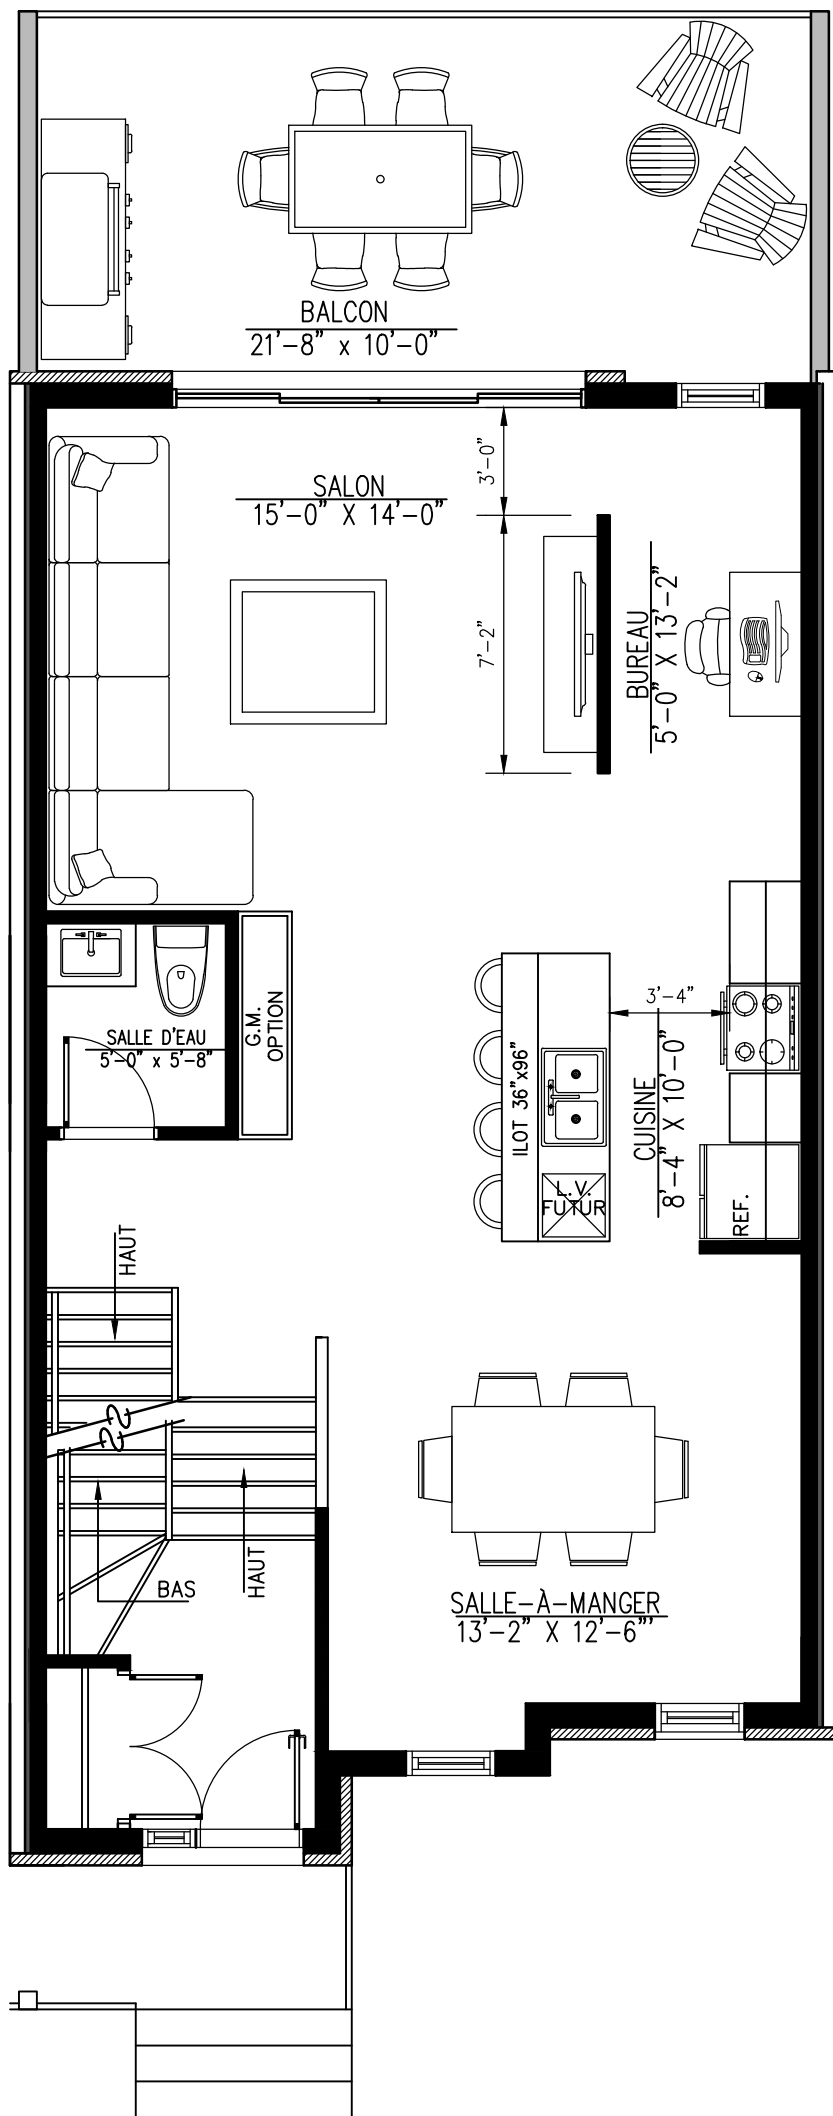 BALCON
21'-8" x 10'-0"
SALON
15'-0" X 14'-0"
3'-0"
7'-2"
BUREAU
5'-0" X 13'-2"
SALLE D'EAU
5'-0" x 5'-8"
G.M.
OPTION
ILOT 36"x96"
3'-4"
CUISINE
8'-4" X 10'-0"
L.V.
FUTUR
REF.
HAUT
BAS
HAUT
SALLE-À-MANGER
13'-2" X 12'-6"'